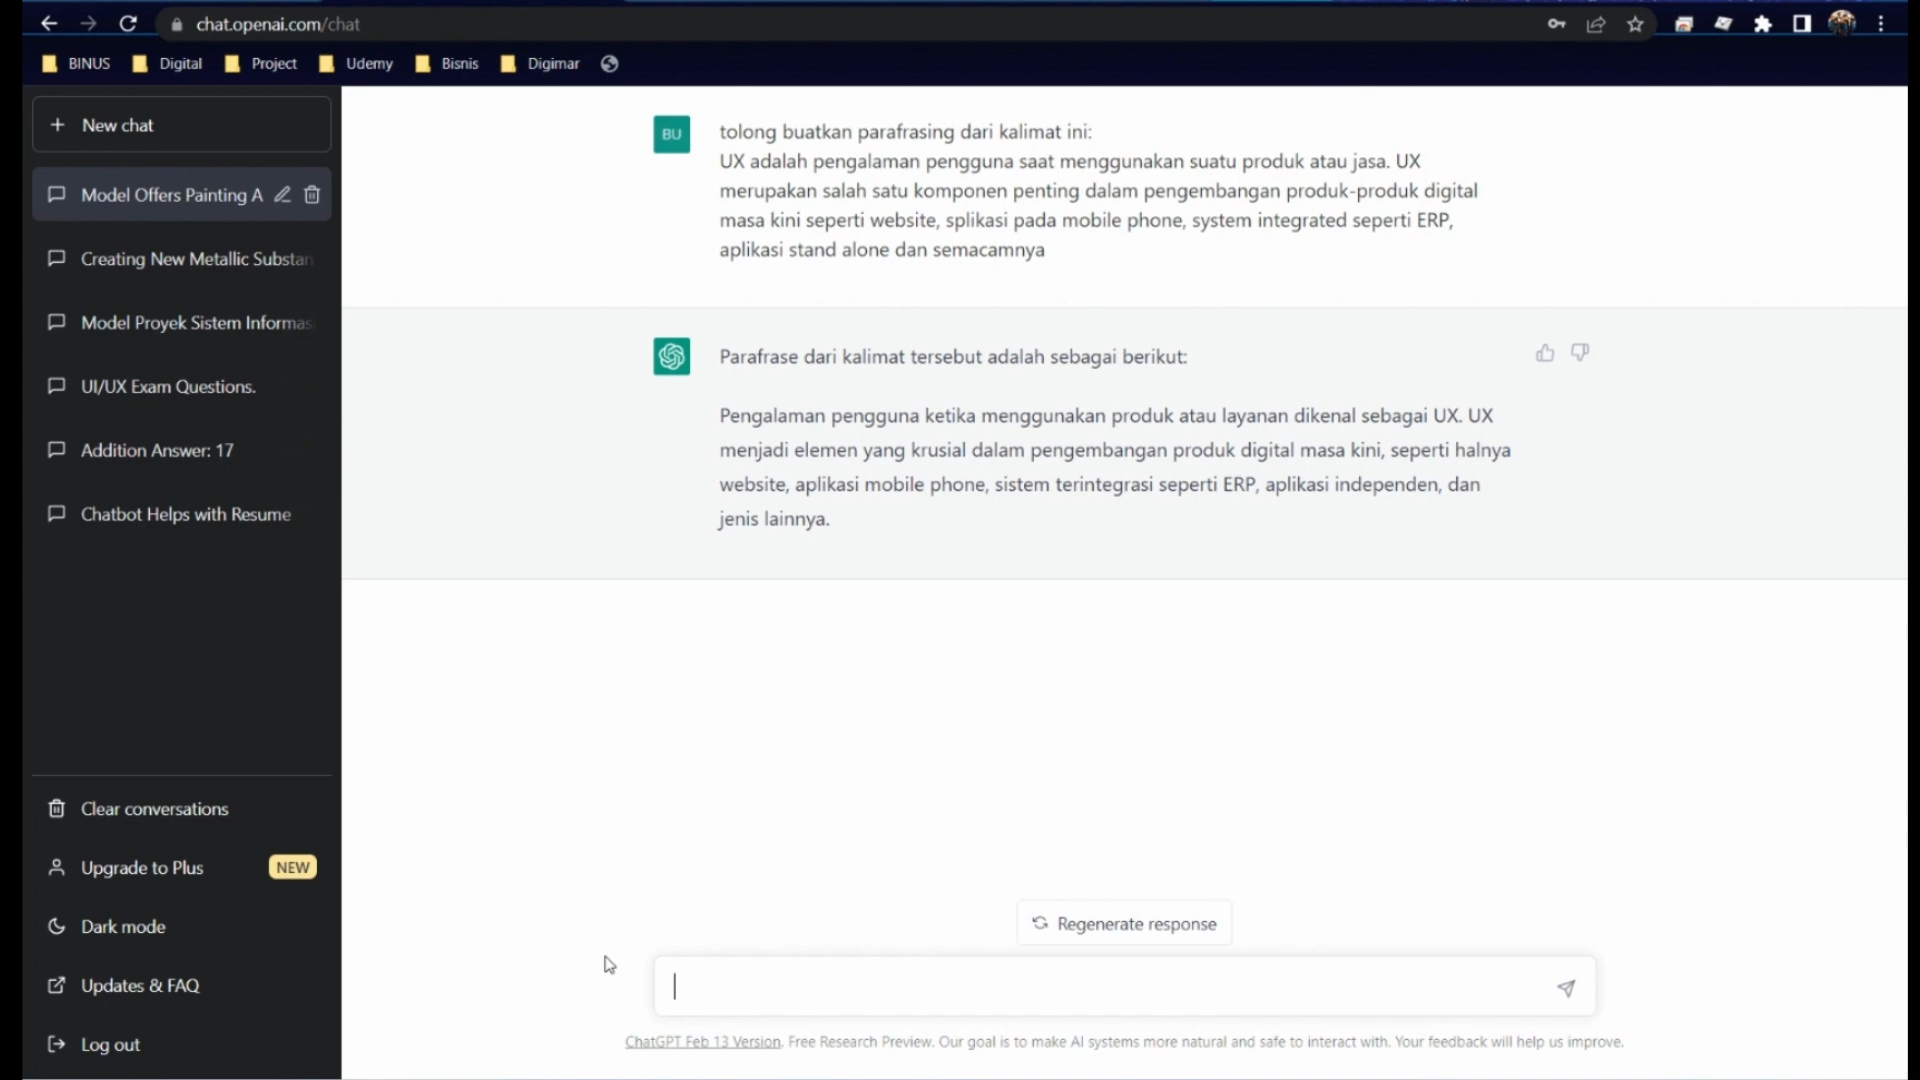 chat.openai.com/chat
BINUS
Digital
Project
Udemy
Bisnis
Digimar
New chat
Model Offers Painting A
Creating New Metallic Substan
Model Proyek Sistem Informas
UI/UX Exam Questions.
Addition Answer: 17
Chatbot Helps with Resume
Clear conversations
Upgrade to Plus NEW
Dark mode
Updates & FAQ
Log out
BU
tolong buatkan parafrasing dari kalimat ini:
UX adalah pengalaman pengguna saat menggunakan suatu produk atau jasa. UX
merupakan salah satu komponen penting dalam pengembangan produk-produk digital
masa kini seperti website, splikasi pada mobile phone, system integrated seperti ERP,
aplikasi stand alone dan semacamnya
Parafrase dari kalimat tersebut adalah sebagai berikut:
Pengalaman pengguna ketika menggunakan produk atau layanan dikenal sebagai UX. UX
menjadi elemen yang krusial dalam pengembangan produk digital masa kini, seperti halnya
website, aplikasi mobile phone, sistem terintegrasi seperti ERP, aplikasi independen, dan
jenis lainnya.
Regenerate response
ChatGPT Feb 13 Version. Free Research Preview. Our goal is to make AI systems more natural and safe to interact with. Your feedback will help us improve.